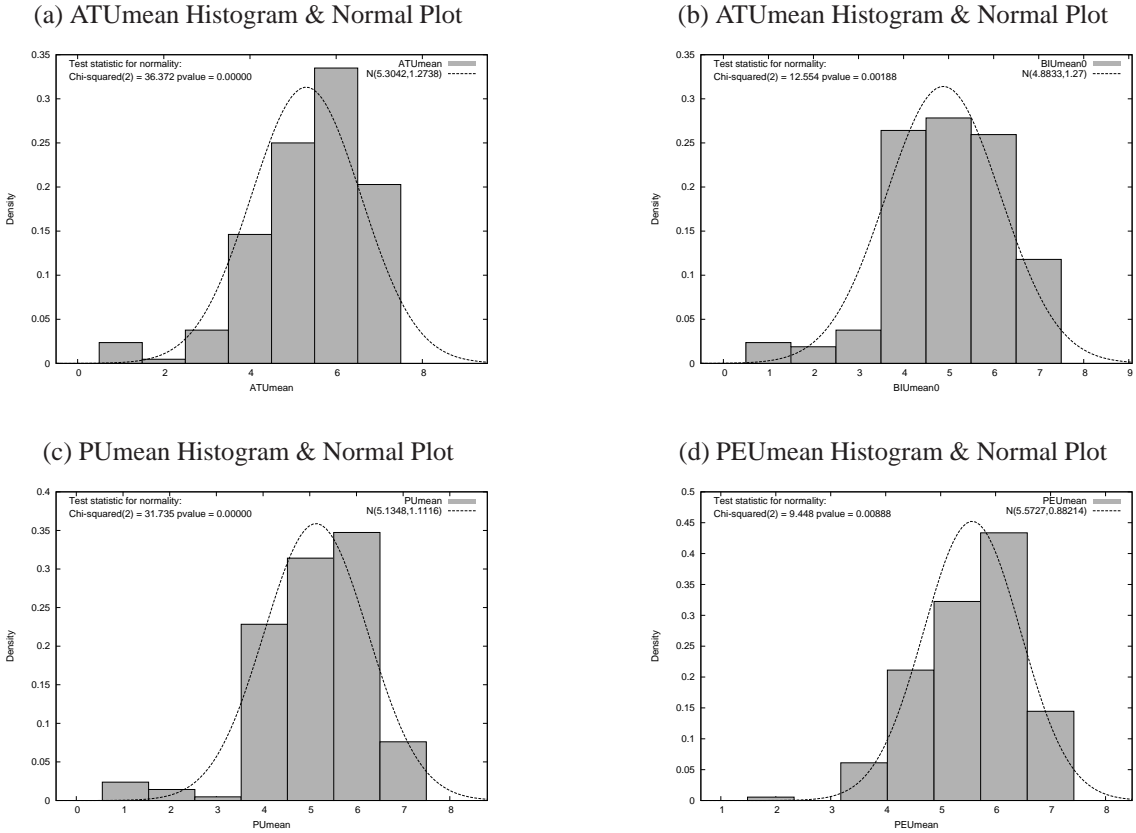 (a) ATUmean Histogram & Normal Plot
Test statistic for normality:
Chi-squared(2) = 36.372 pvalue = 0.00000
ATUmean
N(5.3042,1.2738)
0.35
0.3
0.25
0.2
0.15
0.1
0.05
0
Density
0 2 4 6 8
ATUmean
(b) ATUmean Histogram & Normal Plot
Test statistic for normality:
Chi-squared(2) = 12.554 pvalue = 0.00188
BIUmean0
N(4.8833,1.27)
0.35
0.3
0.25
0.2
0.15
0.1
0.05
0
Density
0 1 2 3 4 5 6 7 8 9
BIUmean0
(c) PUmean Histogram & Normal Plot
Test statistic for normality:
Chi-squared(2) = 31.735 pvalue = 0.00000
PUmean
N(5.1348,1.1116)
0.4
0.35
0.3
0.25
0.2
0.15
0.1
0.05
0
Density
0 1 2 3 4 5 6 7 8
PUmean
(d) PEUmean Histogram & Normal Plot
Test statistic for normality:
Chi-squared(2) = 9.448 pvalue = 0.00888
PEUmean
N(5.5727,0.88214)
0.5
0.45
0.4
0.35
0.3
0.25
0.2
0.15
0.1
0.05
0
Density
1 2 3 4 5 6 7 8
PEUmean